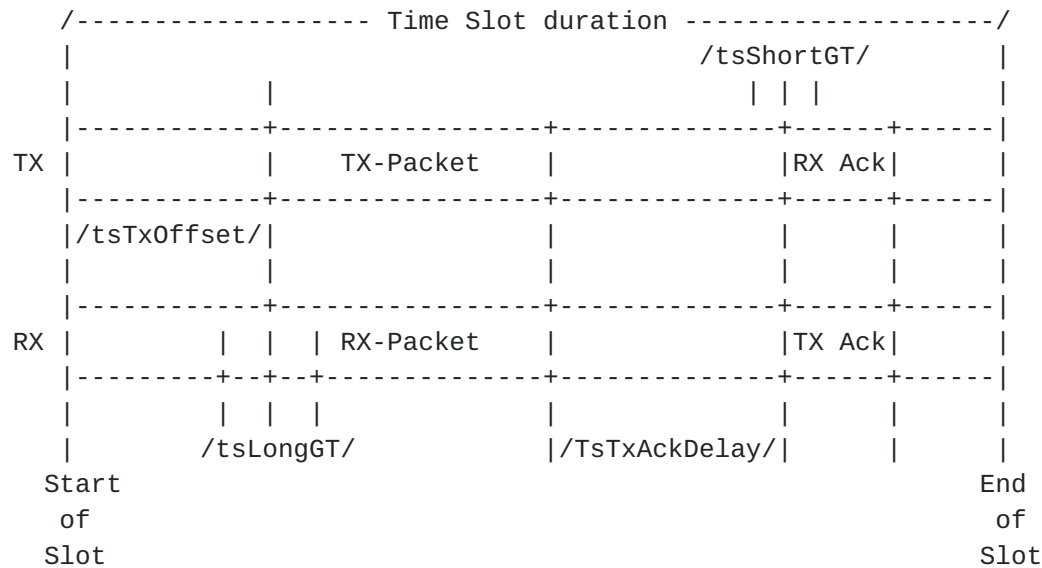 /------------------- Time Slot duration --------------------/
|                                         /tsShortGT/        |
|            |                               | | |           |
|------------+-----------------+--------------+------+------|
TX |            |    TX-Packet    |              |RX Ack|      |
|------------+-----------------+--------------+------+------|
|/tsTxOffset/|                 |              |      |      |
|            |                 |              |      |      |
|------------+-----------------+--------------+------+------|
RX |         |  |  | RX-Packet    |              |TX Ack|      |
|---------+--+--+--------------+--------------+------+------|
|         |  |  |              |              |      |      |
|        /tsLongGT/            |/TsTxAckDelay/|      |      |
Start                                                    End
of                                                       of
Slot                                                     Slot